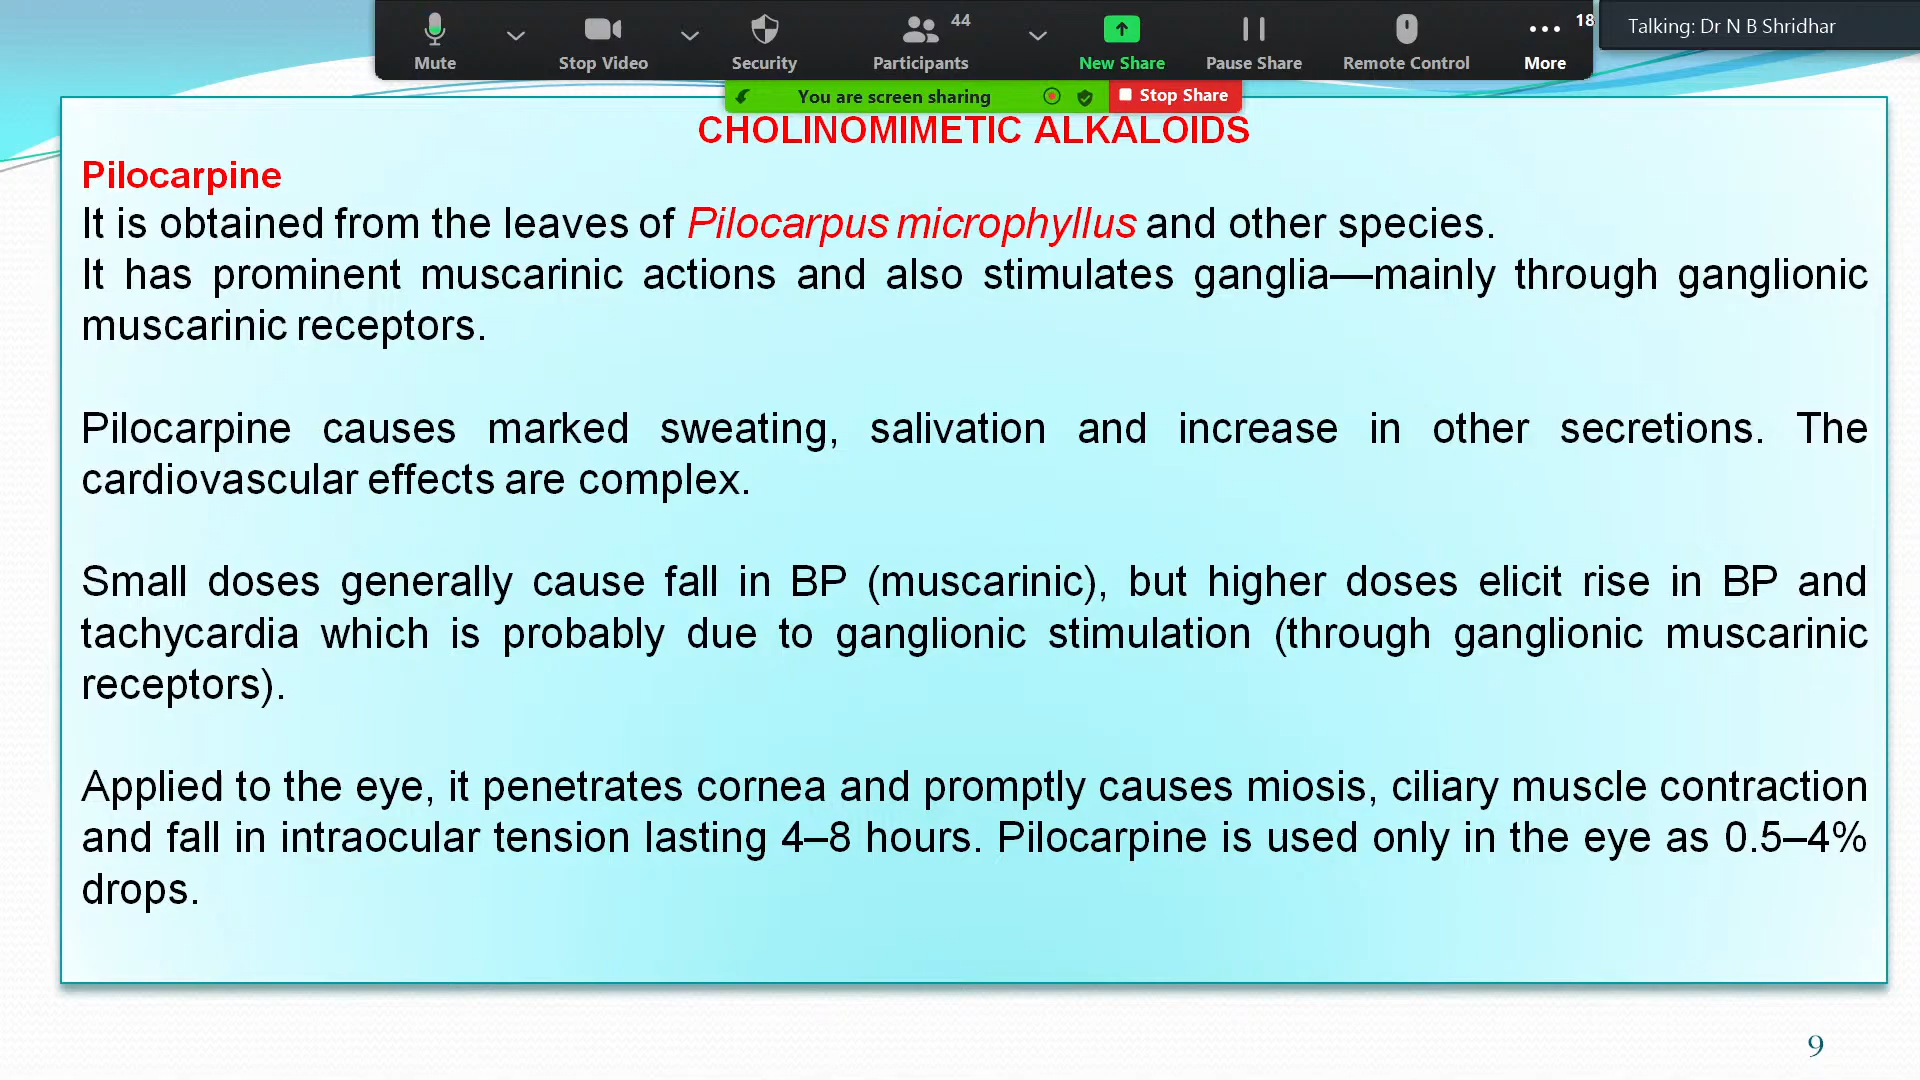 44
18
Talking: Dr N B Shridhar
Mute
Stop Video
Security
Participants
New Share
Pause Share
Remote Control
More
You are screen sharing
Stop Share
CHOLINOMIMETIC ALKALOIDS
Pilocarpine
It is obtained from the leaves of Pilocarpus microphyllus and other species.
It has prominent muscarinic actions and also stimulates ganglia—mainly through ganglionic
muscarinic receptors.
Pilocarpine causes marked sweating, salivation and increase in other secretions. The
cardiovascular effects are complex.
Small doses generally cause fall in BP (muscarinic), but higher doses elicit rise in BP and
tachycardia which is probably due to ganglionic stimulation (through ganglionic muscarinic
receptors).
Applied to the eye, it penetrates cornea and promptly causes miosis, ciliary muscle contraction
and fall in intraocular tension lasting 4–8 hours. Pilocarpine is used only in the eye as 0.5–4%
drops.
9